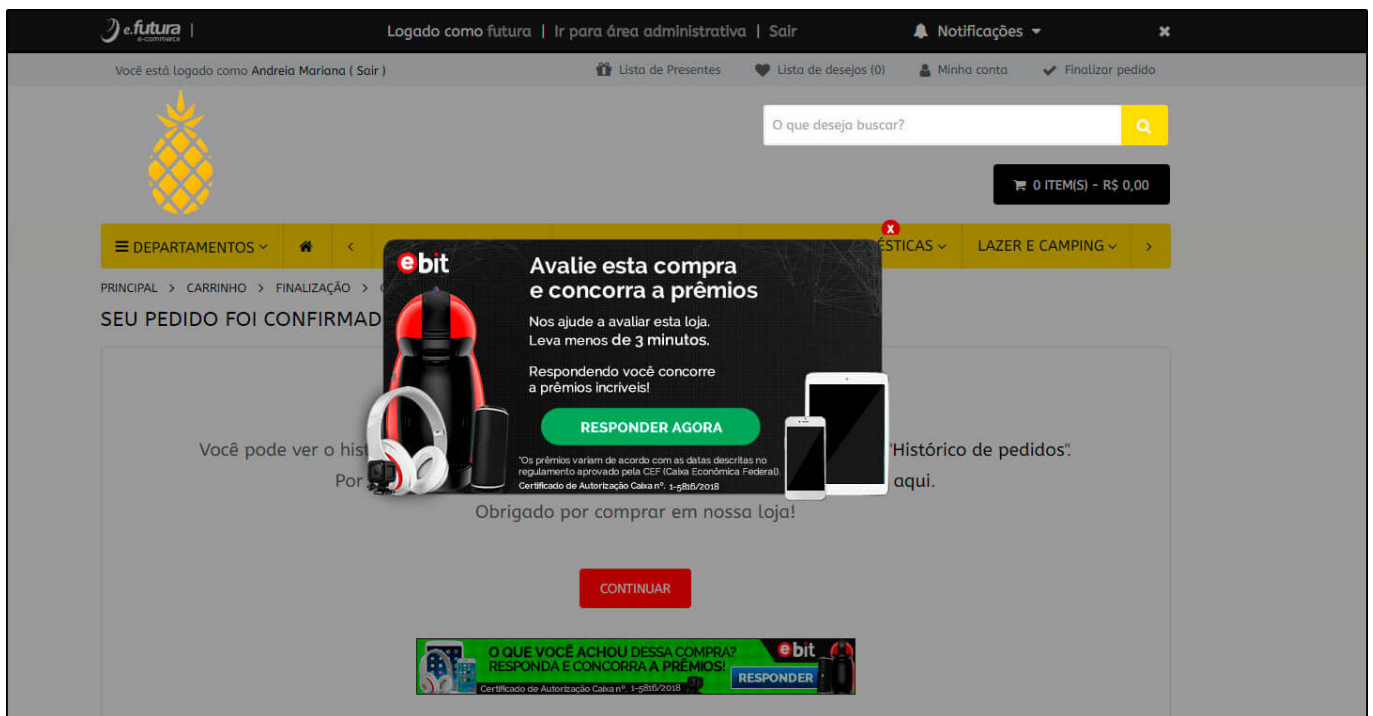 e.futura |
e-commerce
Logado como futura | Ir para área administrativa | Sair
Notificações
Você está logado como Andreia Mariana ( Sair )
Lista de Presentes
Lista de desejos (0)
Minha conta
Finalizar pedido
O que deseja buscar?
0 ITEM(S) - R$ 0,00
DEPARTAMENTOS
ÉSTICAS
LAZER E CAMPING
X
PRINCIPAL > CARRINHO > FINALIZAÇÃO >
SEU PEDIDO FOI CONFIRMAD
ebit
Avalie esta compra
e concorra a prêmios
Nos ajude a avaliar esta loja.
Leva menos de 3 minutos.
Respondendo você concorre
a prêmios incriveis!
RESPONDER AGORA
*Os prêmios variam de acordo com as datas descritas no
regulamento aprovado pela CEF (Caixa Econômica Federal).
Certificado de Autorização Caixa nº. 1-5816/2018
Você pode ver o hist
"Histórico de pedidos".
Por
aqui.
Obrigado por comprar em nossa loja!
CONTINUAR
O QUE VOCÊ ACHOU DESSA COMPRA?
RESPONDA E CONCORRA A PRÊMIOS!
Certificado de Autorização Caixa nº. 1-5816/2018
ebit
RESPONDER